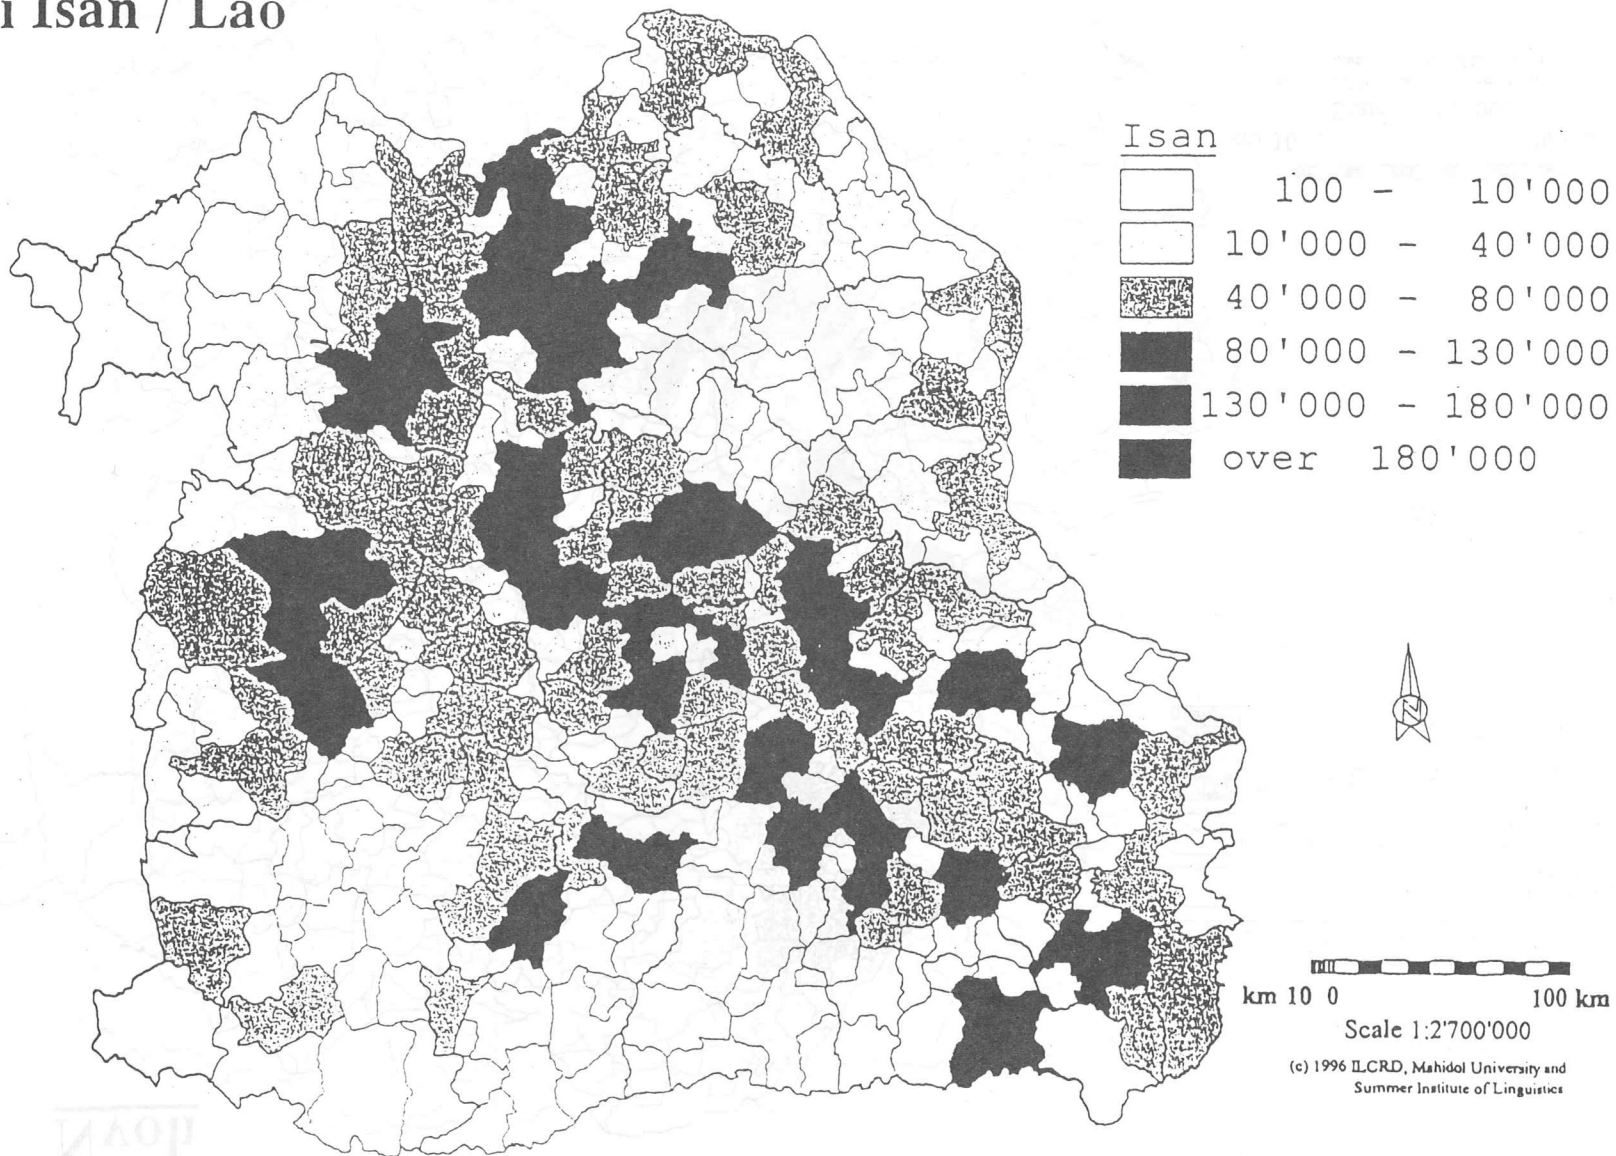 i Isan / Lao
Isan
100 - 10'000
10'000 - 40'000
40'000 - 80'000
80'000 - 130'000
130'000 - 180'000
over 180'000
N
km 10 0 100 km
Scale 1:2'700'000
(c) 1996 ILCRD, Mahidol University and
Summer Institute of Linguistics